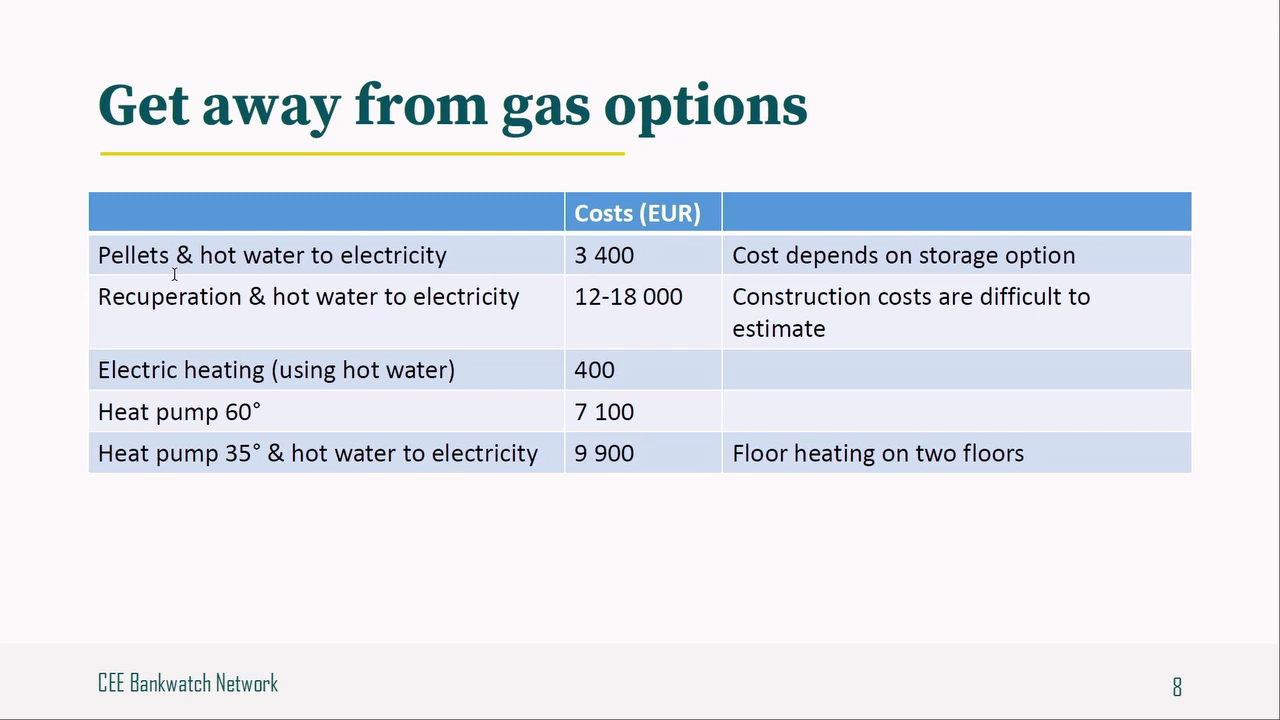 Get away from gas options
Costs (EUR)
Pellets & hot water to electricity 3 400 Cost depends on storage option
Recuperation & hot water to electricity 12-18 000 Construction costs are difficult to
estimate
Electric heating (using hot water) 400
Heat pump 60° 7 100
Heat pump 35° & hot water to electricity 9 900 Floor heating on two floors
CEE Bankwatch Network 8